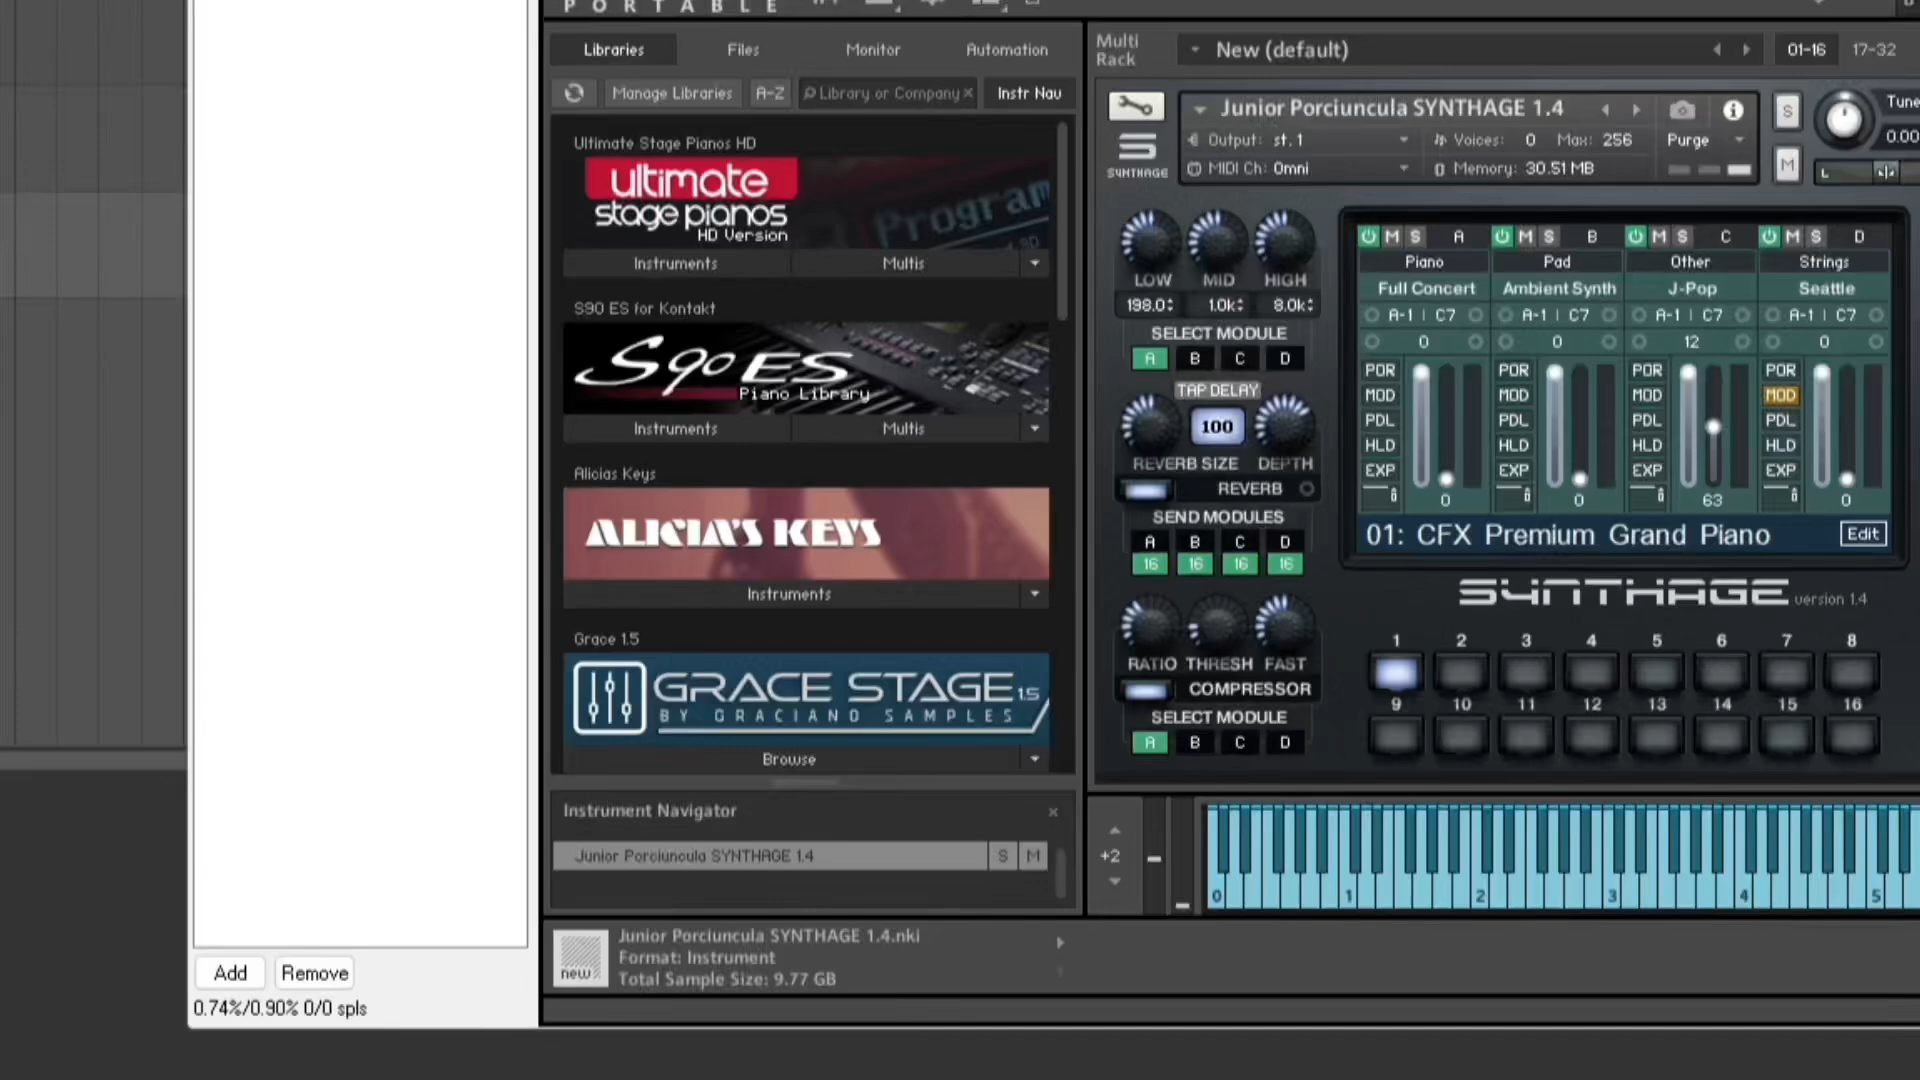 PORTABLE
Libraries
Files
Monitor
Automation
Manage Libraries
A-Z
Library or Company
Instr Nav
Ultimate Stage Pianos HD
ultimate
stage pianos
HD Version
Program
Instruments
Multis
S90 ES for Kontakt
S90 ES
Piano Library
Instruments
Multis
Alicias Keys
ALICIA'S KEYS
Instruments
Grace 1.5
GRACE STAGE 1.5
BY GRACIANO SAMPLES
Browse
Instrument Navigator
Junior Porciuncula SYNTHAGE 1.4
S M
new
Junior Porciuncula SYNTHAGE 1.4.nki
Format: Instrument
Total Sample Size: 9.77 GB
Add
Remove
0.74%/0.90% 0/0 spls
Multi
Rack
New (default)
01-16
17-32
Junior Porciuncula SYNTHAGE 1.4
SYNTHAGE
Output: st. 1
Voices: 0 Max: 256
Purge
MIDI Ch: Omni
Memory: 30.51 MB
S
M
Tune
0.00
L
LOW MID HIGH
198.0 1.0k 8.0k
SELECT MODULE
A B C D
TAP DELAY
100
REVERB SIZE DEPTH
REVERB
SEND MODULES
A B C D
16 16 16 16
RATIO THRESH FAST
COMPRESSOR
SELECT MODULE
A B C D
M S A M S B M S C M S D
Piano Pad Other Strings
Full Concert Ambient Synth J-Pop Seattle
A-1 | C7 A-1 | C7 A-1 | C7 A-1 | C7
0 0 12 0
POR POR POR POR
MOD MOD MOD MOD
PDL PDL PDL PDL
HLD HLD HLD HLD
EXP EXP EXP EXP
0 0 63 0
01: CFX Premium Grand Piano
Edit
SYNTHAGE version 1.4
1 2 3 4 5 6 7 8
9 10 11 12 13 14 15 16
+2
0 1 2 3 4 5